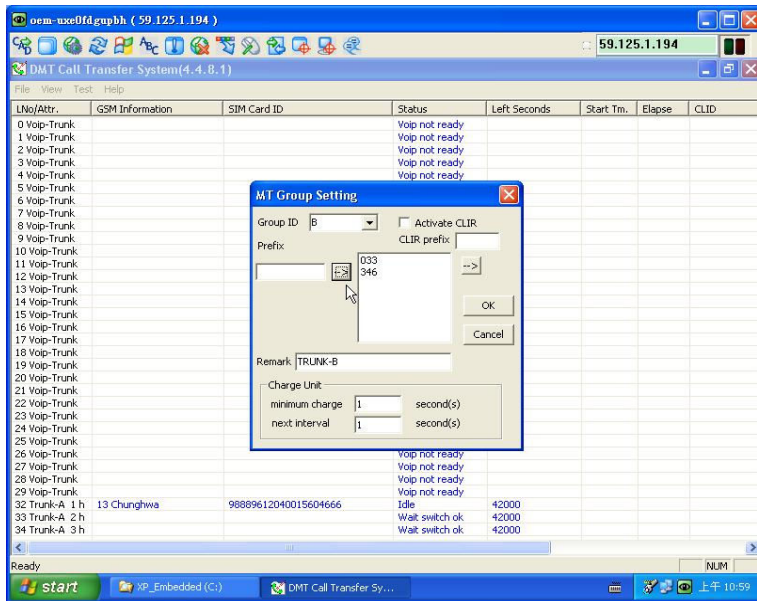 oem-uxe0fdgupbh ( 59.125.1.194 )
ABC
59.125.1.194
DMT Call Transfer System(4.4.8.1)
File View Test Help
LNo/Attr. GSM Information SIM Card ID Status Left Seconds Start Tm. Elapse CLID
0 Voip-Trunk Voip not ready
1 Voip-Trunk Voip not ready
2 Voip-Trunk Voip not ready
3 Voip-Trunk Voip not ready
4 Voip-Trunk Voip not ready
5 Voip-Trunk
6 Voip-Trunk
7 Voip-Trunk
8 Voip-Trunk
9 Voip-Trunk
10 Voip-Trunk
11 Voip-Trunk
12 Voip-Trunk
13 Voip-Trunk
14 Voip-Trunk
15 Voip-Trunk
16 Voip-Trunk
17 Voip-Trunk
18 Voip-Trunk
19 Voip-Trunk
20 Voip-Trunk
21 Voip-Trunk
22 Voip-Trunk
23 Voip-Trunk
24 Voip-Trunk
25 Voip-Trunk
26 Voip-Trunk Voip not ready
27 Voip-Trunk Voip not ready
28 Voip-Trunk Voip not ready
29 Voip-Trunk Voip not ready
32 Trunk-A 1 h 13 Chunghwa 98889612040015604666 Idle 42000
33 Trunk-A 2 h Wait switch ok 42000
34 Trunk-A 3 h Wait switch ok 42000
MT Group Setting
Group ID B Activate CLIR
CLIR prefix
Prefix
033
346
-->
-->
OK
Cancel
Remark TRUNK-B
Charge Unit
minimum charge 1 second(s)
next interval 1 second(s)
Ready NUM
start XP_Embedded (C:) DMT Call Transfer Sy... 上午 10:59